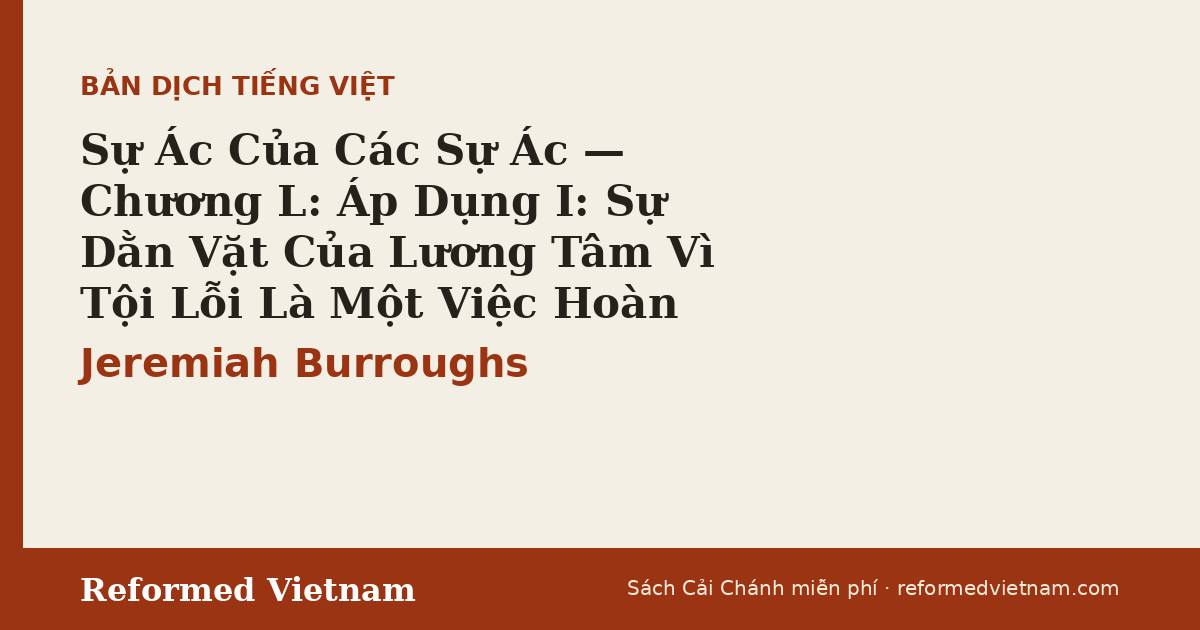 BẢN DỊCH TIẾNG VIỆT
Sự Ác Của Các Sự Ác —
Chương L: Áp Dụng I: Sự
Dằn Vặt Của Lương Tâm Vì
Tội Lỗi Là Một Việc Hoàn
Jeremiah Burroughs
Reformed Vietnam
Sách Cải Chánh miễn phí · reformedvietnam.com